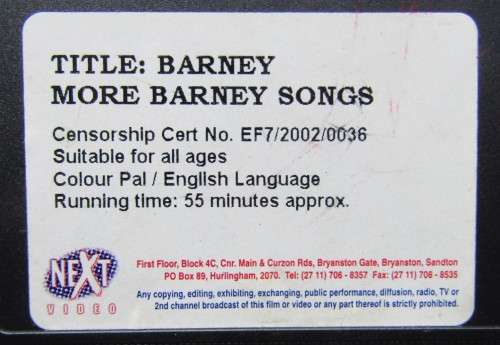 TITLE: BARNEY
MORE BARNEY SONGS
Censorship Cert No. EF7/2002/0036
Suitable for all ages
Colour Pal / English Language
Running time: 55 minutes approx.
NEXT
VIDEO
First Floor, Block 4C, Cnr. Main & Curzon Rds, Bryanston Gate, Bryanston, Sandton
PO Box 89, Hurlingham, 2070. Tel: (27 11) 706 - 8357 Fax: (27 11) 706 - 8535
Any copying, editing, exhibiting, exchanging, public performance, diffusion, radio, TV or
2nd channel broadcast of this film or video or any part thereof is strictly prohibited.